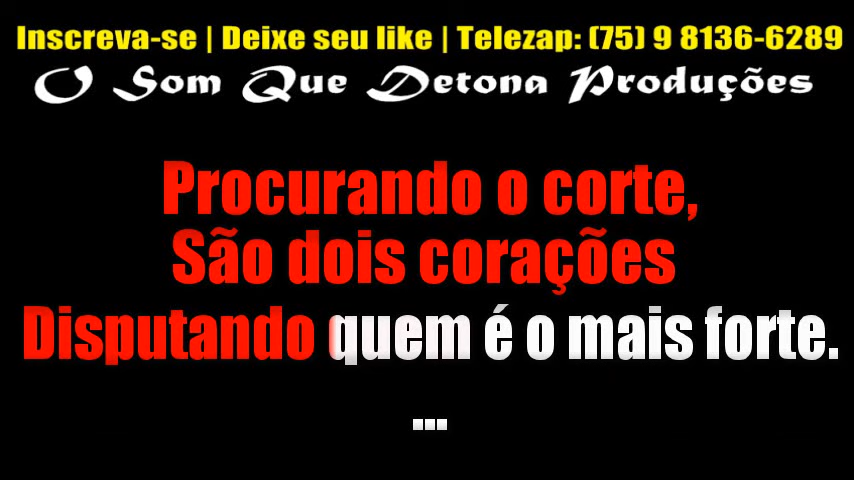 Inscreva-se | Deixe seu like | Telezap: (75) 9 8136-6289
O Som Que Detona Produções
Procurando o corte,
São dois corações
Disputando quem é o mais forte.
...